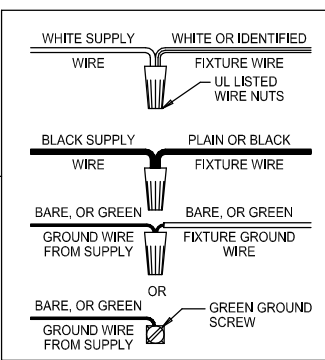 WHITE SUPPLY WHITE OR IDENTIFIED
WIRE FIXTURE WIRE
UL LISTED
WIRE NUTS
BLACK SUPPLY PLAIN OR BLACK
WIRE FIXTURE WIRE
BARE, OR GREEN BARE, OR GREEN
GROUND WIRE FIXTURE GROUND
FROM SUPPLY WIRE
OR
BARE, OR GREEN GREEN GROUND
SCREW
GROUND WIRE
FROM SUPPLY